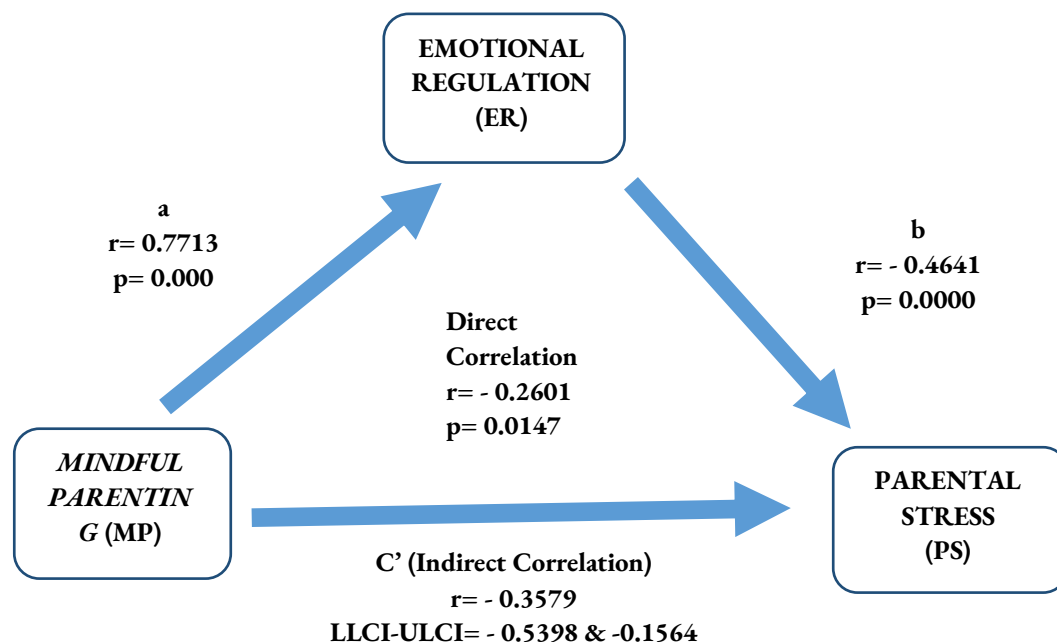 EMOTIONAL
REGULATION
(ER)
a
r= 0.7713
p= 0.000
b
r= - 0.4641
p= 0.0000
Direct
Correlation
r= - 0.2601
p= 0.0147
MINDFUL
PARENTIN
G (MP)
PARENTAL
STRESS
(PS)
C’ (Indirect Correlation)
r= - 0.3579
LLCI-ULCI= - 0.5398 & -0.1564